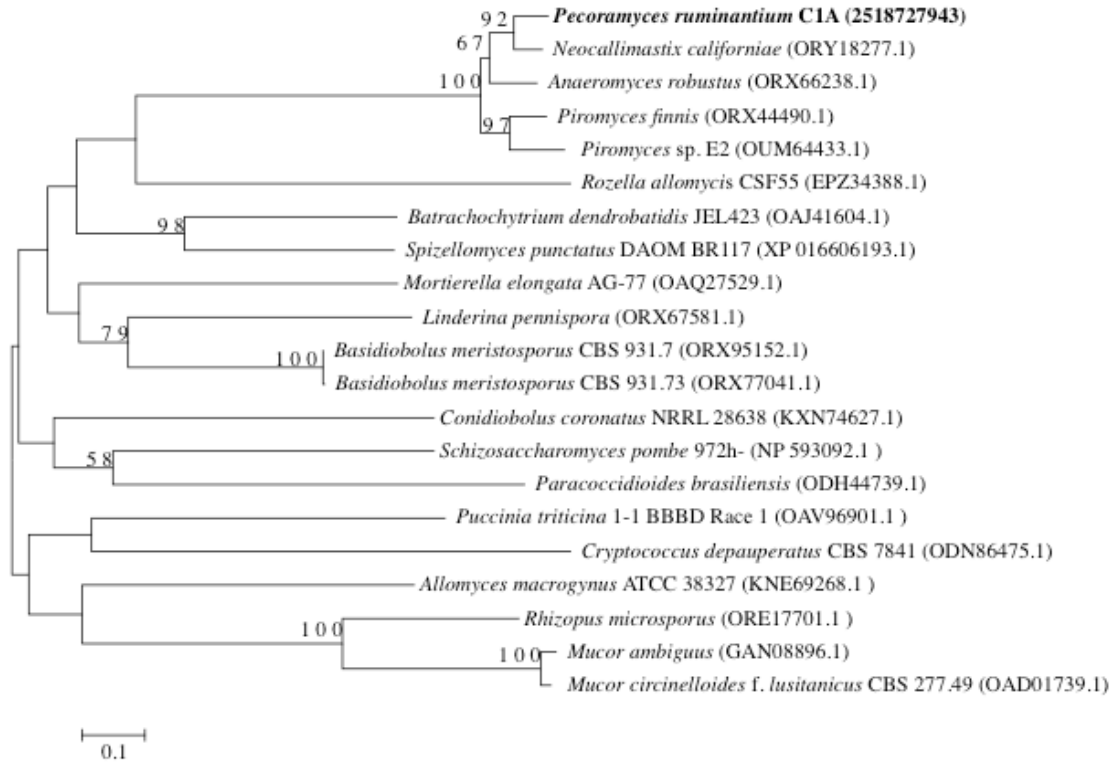 92
Pecoramyces ruminantium C1A (2518727943)
67
Neocallimastix californiae (ORY18277.1)
100
Anaeromyces robustus (ORX66238.1)
Piromyces finnis (ORX44490.1)
97
Piromyces sp. E2 (OUM64433.1)
Rozella allomycis CSF55 (EPZ34388.1)
Batrachochytrium dendrobatidis JEL423 (OAJ41604.1)
98
Spizellomyces punctatus DAOM BR117 (XP 016606193.1)
Mortierella elongata AG-77 (OAQ27529.1)
Linderina pennispora (ORX67581.1)
79
Basidiobolus meristosporus CBS 931.7 (ORX95152.1)
100
Basidiobolus meristosporus CBS 931.73 (ORX77041.1)
Conidiobolus coronatus NRRL 28638 (KXN74627.1)
Schizosaccharomyces pombe 972h- (NP 593092.1 )
58
Paracoccidioides brasiliensis (ODH44739.1)
Puccinia triticina 1-1 BBBD Race 1 (OAV96901.1 )
Cryptococcus depauperatus CBS 7841 (ODN86475.1)
Allomyces macrogynus ATCC 38327 (KNE69268.1 )
Rhizopus microsporus (ORE17701.1 )
100
Mucor ambiguus (GAN08896.1)
100
Mucor circinelloides f. lusitanicus CBS 277.49 (OAD01739.1)
0.1